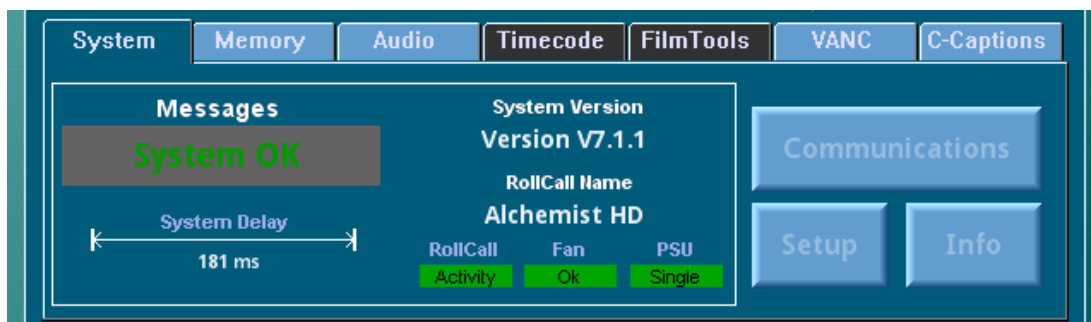 System Memory Audio Timecode FilmTools VANC C-Captions
Messages
System OK
System Delay
181 ms
System Version
Version V7.1.1
RollCall Name
Alchemist HD
RollCall Fan PSU
Activity Ok Single
Communications
Setup Info